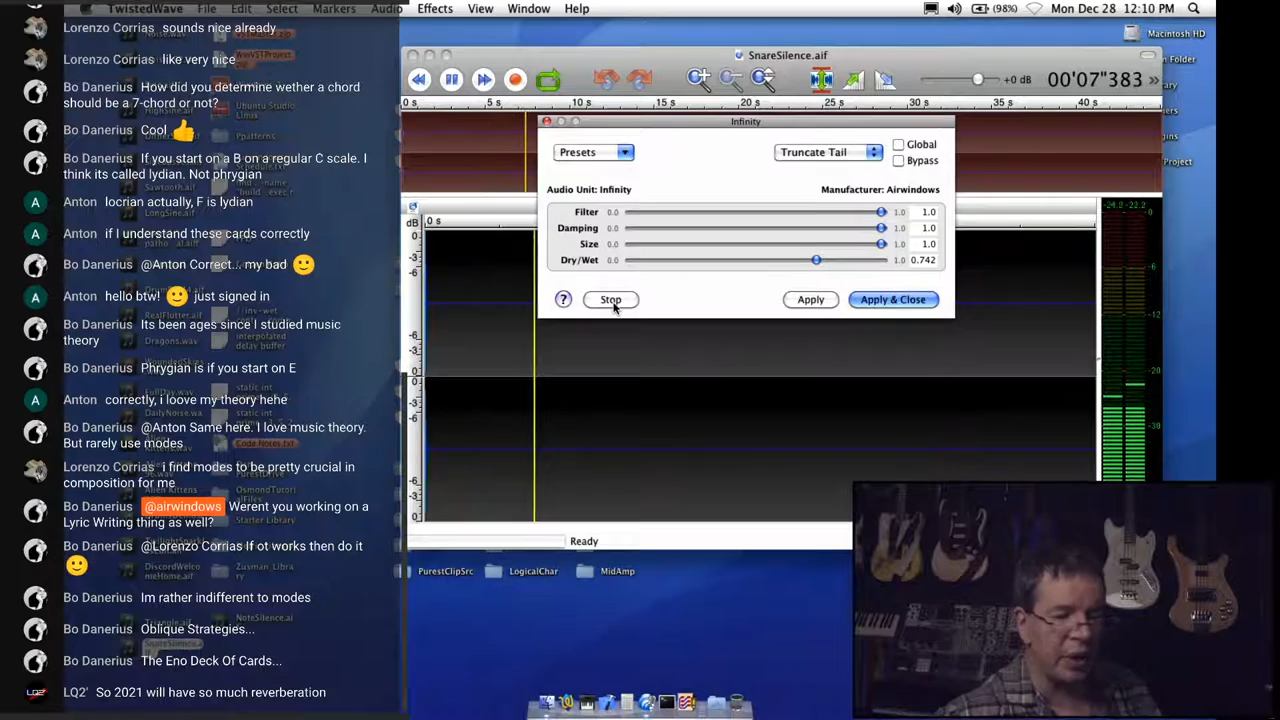 TwistedWave File Edit Select Markers Audio Effects View Window Help
(98%) Mon Dec 28 12:10 PM
Macintosh HD
SnareSilence.aif
+0 dB 00'07"383
0 s 5 s 10 s 15 s 20 s 25 s 30 s 35 s 40 s
Infinity
Presets
Truncate Tail
Global
Bypass
Audio Unit: Infinity Manufacturer: Airwindows
Filter 0.0 1.0 1.0
Damping 0.0 1.0 1.0
Size 0.0 1.0 1.0
Dry/Wet 0.0 1.0 0.742
? Stop Apply Apply & Close
0 s
dB
-24.8 -23.2
Ready
PurestClipSrc LogicalChar MidAmp
Lorenzo Corrias sounds nice already
Lorenzo Corrias like very nice
Bo Danerius How did you determine wether a chord
should be a 7-chord or not?
Bo Danerius Cool
Bo Danerius If you start on a B on a regular C scale. I
think its called lydian. Not phrygian
Anton locrian actually, F is lydian
Anton if I understand these cards correctly
Bo Danerius @Anton Correct... my bad
Anton hello btw! just signed in
Bo Danerius Its been ages since I studied music
theory
Bo Danerius Phrygian is if you start on E
Anton correctly, i loove my theory hehe
Bo Danerius @Anton Same here. I love music theory.
But rarely use modes.
Lorenzo Corrias i find modes to be pretty crucial in
composition for me
Bo Danerius @airwindows Werent you working on a
Lyric Writing thing as well?
Bo Danerius @Lorenzo Corrias If ot works then do it
Bo Danerius Im rather indifferent to modes
Bo Danerius Oblique Strategies...
Bo Danerius The Eno Deck Of Cards...
LQ2' So 2021 will have so much reverberation